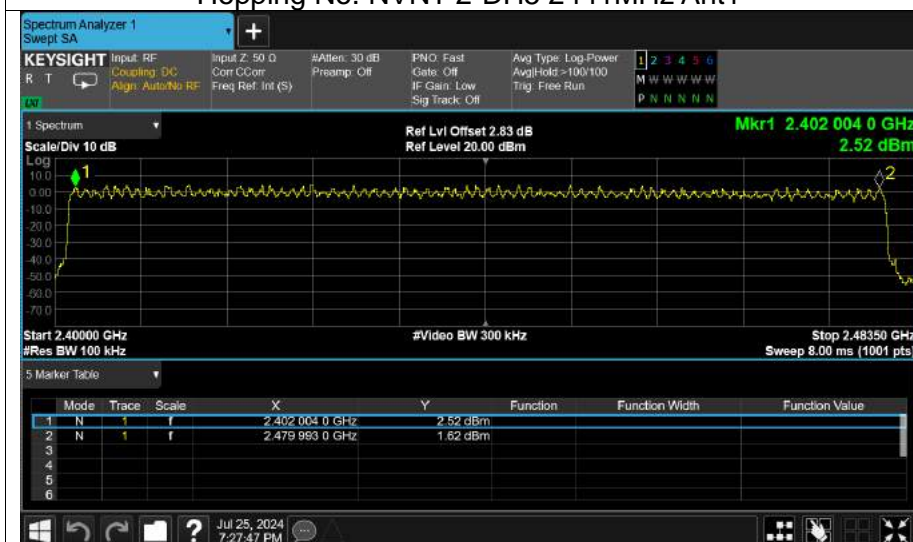 Hopping No. NVNT 2-DH5 2441MHz Ant1
Spectrum Analyzer 1
Swept SA
+
KEYSIGHT
R T
Input: RF
Coupling: DC
Align: Auto/No RF
Input Z: 50 Ω
Corr CCorr
Freq Ref: Int (S)
#Atten: 30 dB
Preamp: Off
PNO: Fast
Gate: Off
IF Gain: Low
Sig Track: Off
Avg Type: Log-Power
Avg|Hold >100/100
Trig: Free Run
1 2 3 4 5 6
M W W W W W
P N N N N N
1 Spectrum
Scale/Div 10 dB
Ref Lvl Offset 2.83 dB
Ref Level 20.00 dBm
Mkr1 2.402 004 0 GHz
2.52 dBm
Log
10.0
0.00
-10.0
-20.0
-30.0
-40.0
-50.0
-60.0
-70.0
1
2
Start 2.40000 GHz
#Res BW 100 kHz
#Video BW 300 kHz
Stop 2.48350 GHz
Sweep 8.00 ms (1001 pts)
5 Marker Table
Mode Trace Scale X Y Function Function Width Function Value
1 N 1 f 2.402 004 0 GHz 2.52 dBm
2 N 1 f 2.479 993 0 GHz 1.62 dBm
3
4
5
6
?
Jul 25, 2024
7:27:47 PM